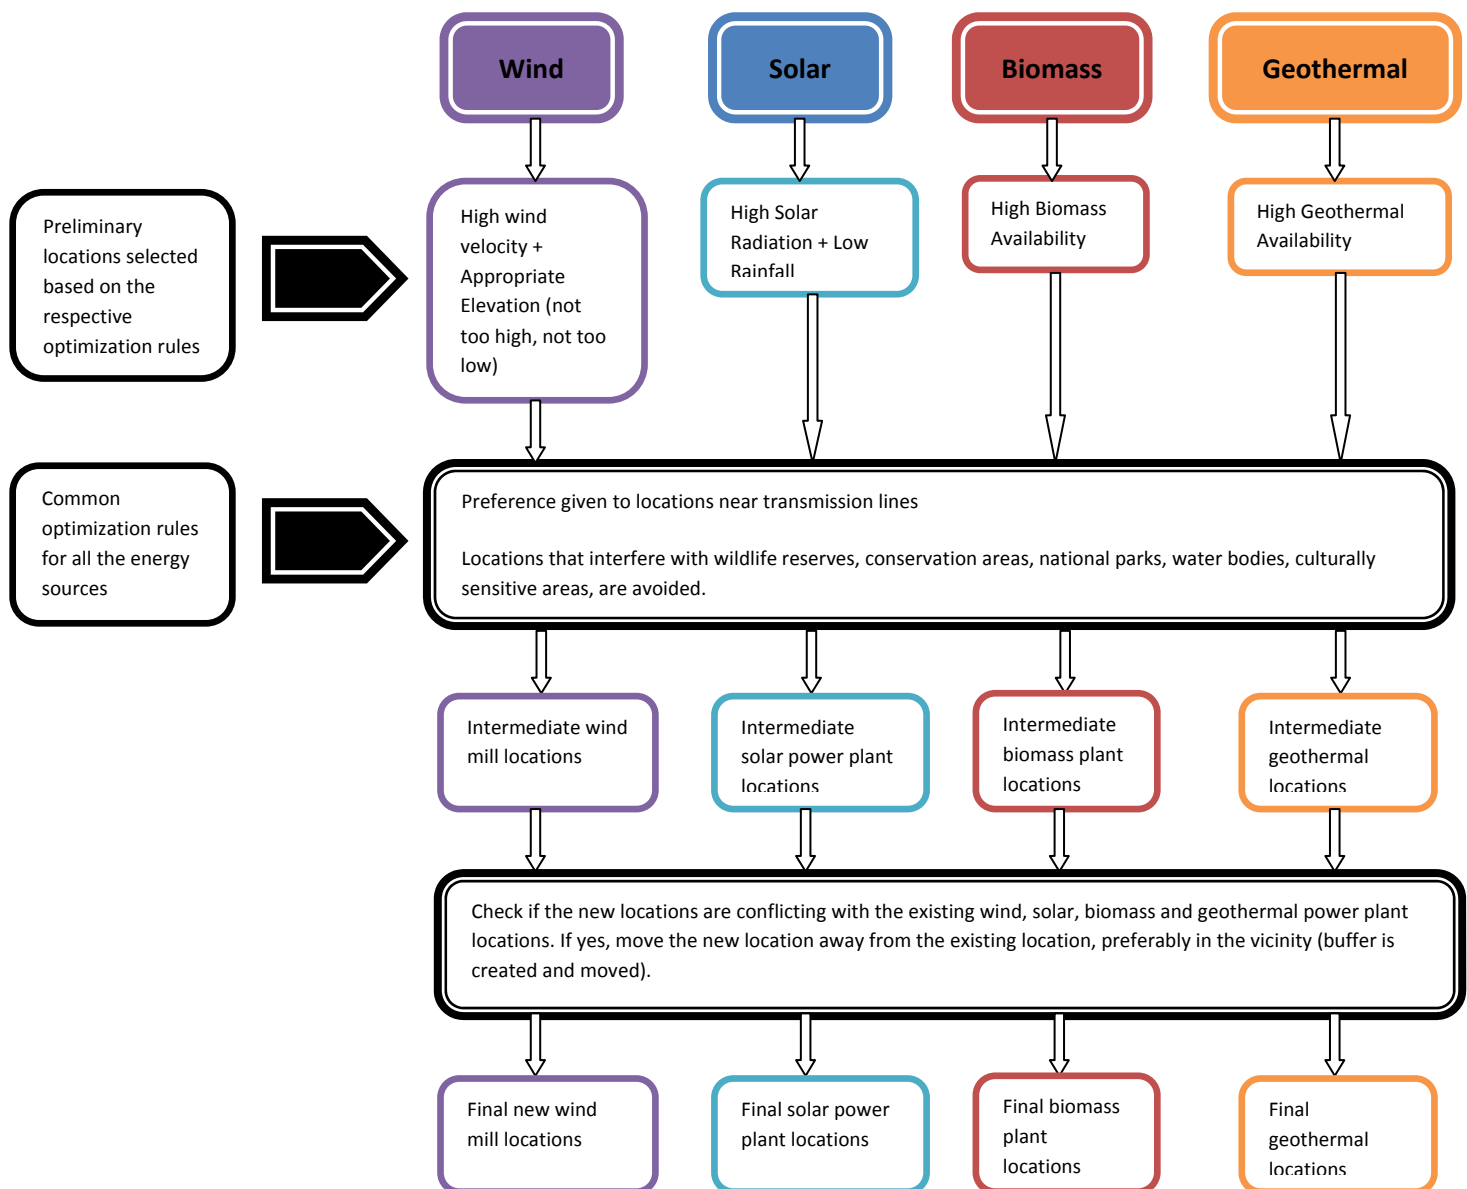 Wind
Solar
Biomass
Geothermal
Preliminary
locations selected
based on the
respective
optimization rules
High wind
velocity +
Appropriate
Elevation (not
too high, not too
low)
High Solar
Radiation + Low
Rainfall
High Biomass
Availability
High Geothermal
Availability
Common
optimization rules
for all the energy
sources
Preference given to locations near transmission lines
Locations that interfere with wildlife reserves, conservation areas, national parks, water bodies, culturally
sensitive areas, are avoided.
Intermediate wind
mill locations
Intermediate
solar power plant
locations
Intermediate
biomass plant
locations
Intermediate
geothermal
locations
Check if the new locations are conflicting with the existing wind, solar, biomass and geothermal power plant
locations. If yes, move the new location away from the existing location, preferably in the vicinity (buffer is
created and moved).
Final new wind
mill locations
Final solar power
plant locations
Final biomass
plant
locations
Final
geothermal
locations